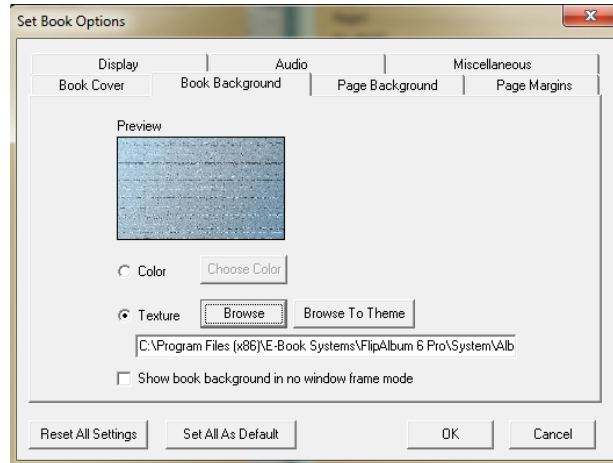 Set Book Options
Display Audio Miscellaneous
Book Cover Book Background Page Background Page Margins
Preview
Color Choose Color
Texture Browse Browse To Theme
C:\Program Files (x86)\E-Book Systems\FlipAlbum 6 Pro\System\Alb
Show book background in no window frame mode
Reset All Settings Set All As Default OK Cancel